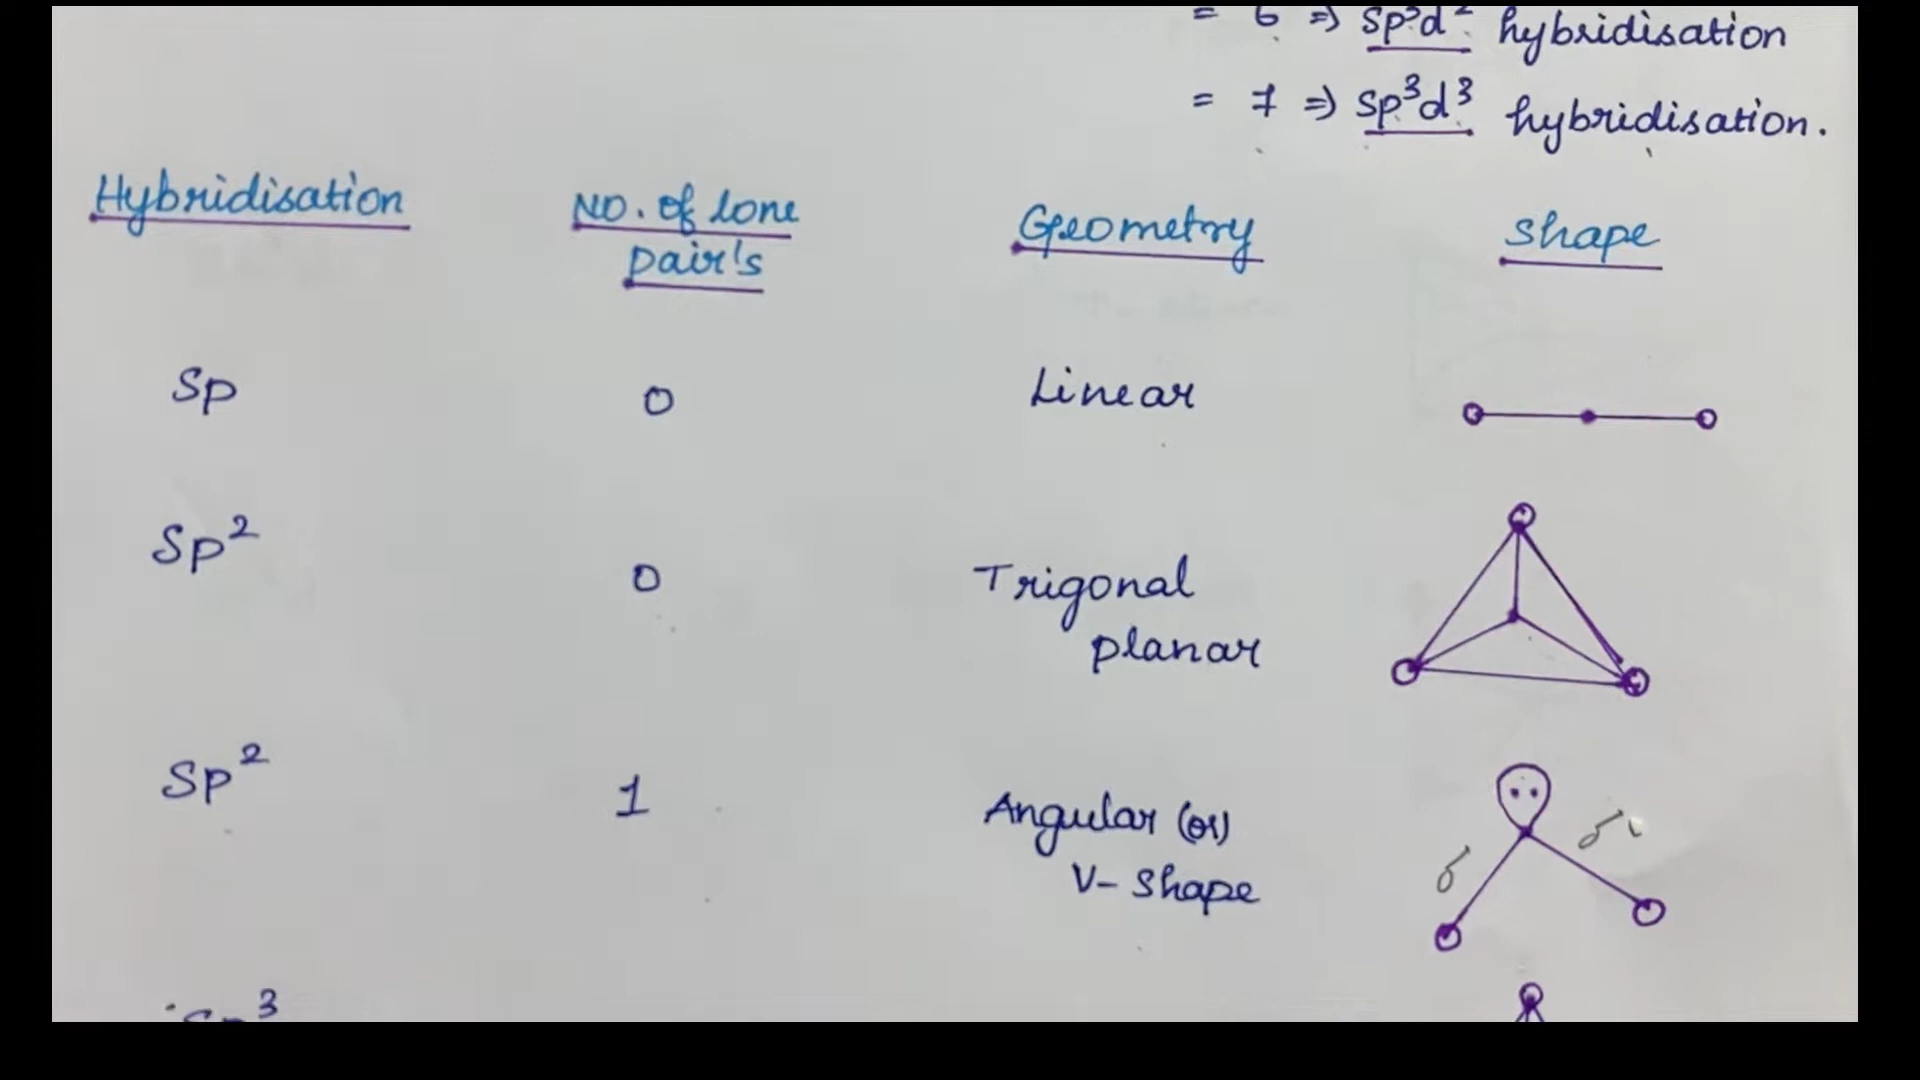 = 6 => sp³d² hybridisation
= 7 => sp³d³ hybridisation.
Hybridisation No. of lone pair's Geometry shape
sp 0 Linear
sp² 0 Trigonal planar
sp² 1 Angular (or) V- shape
sp³